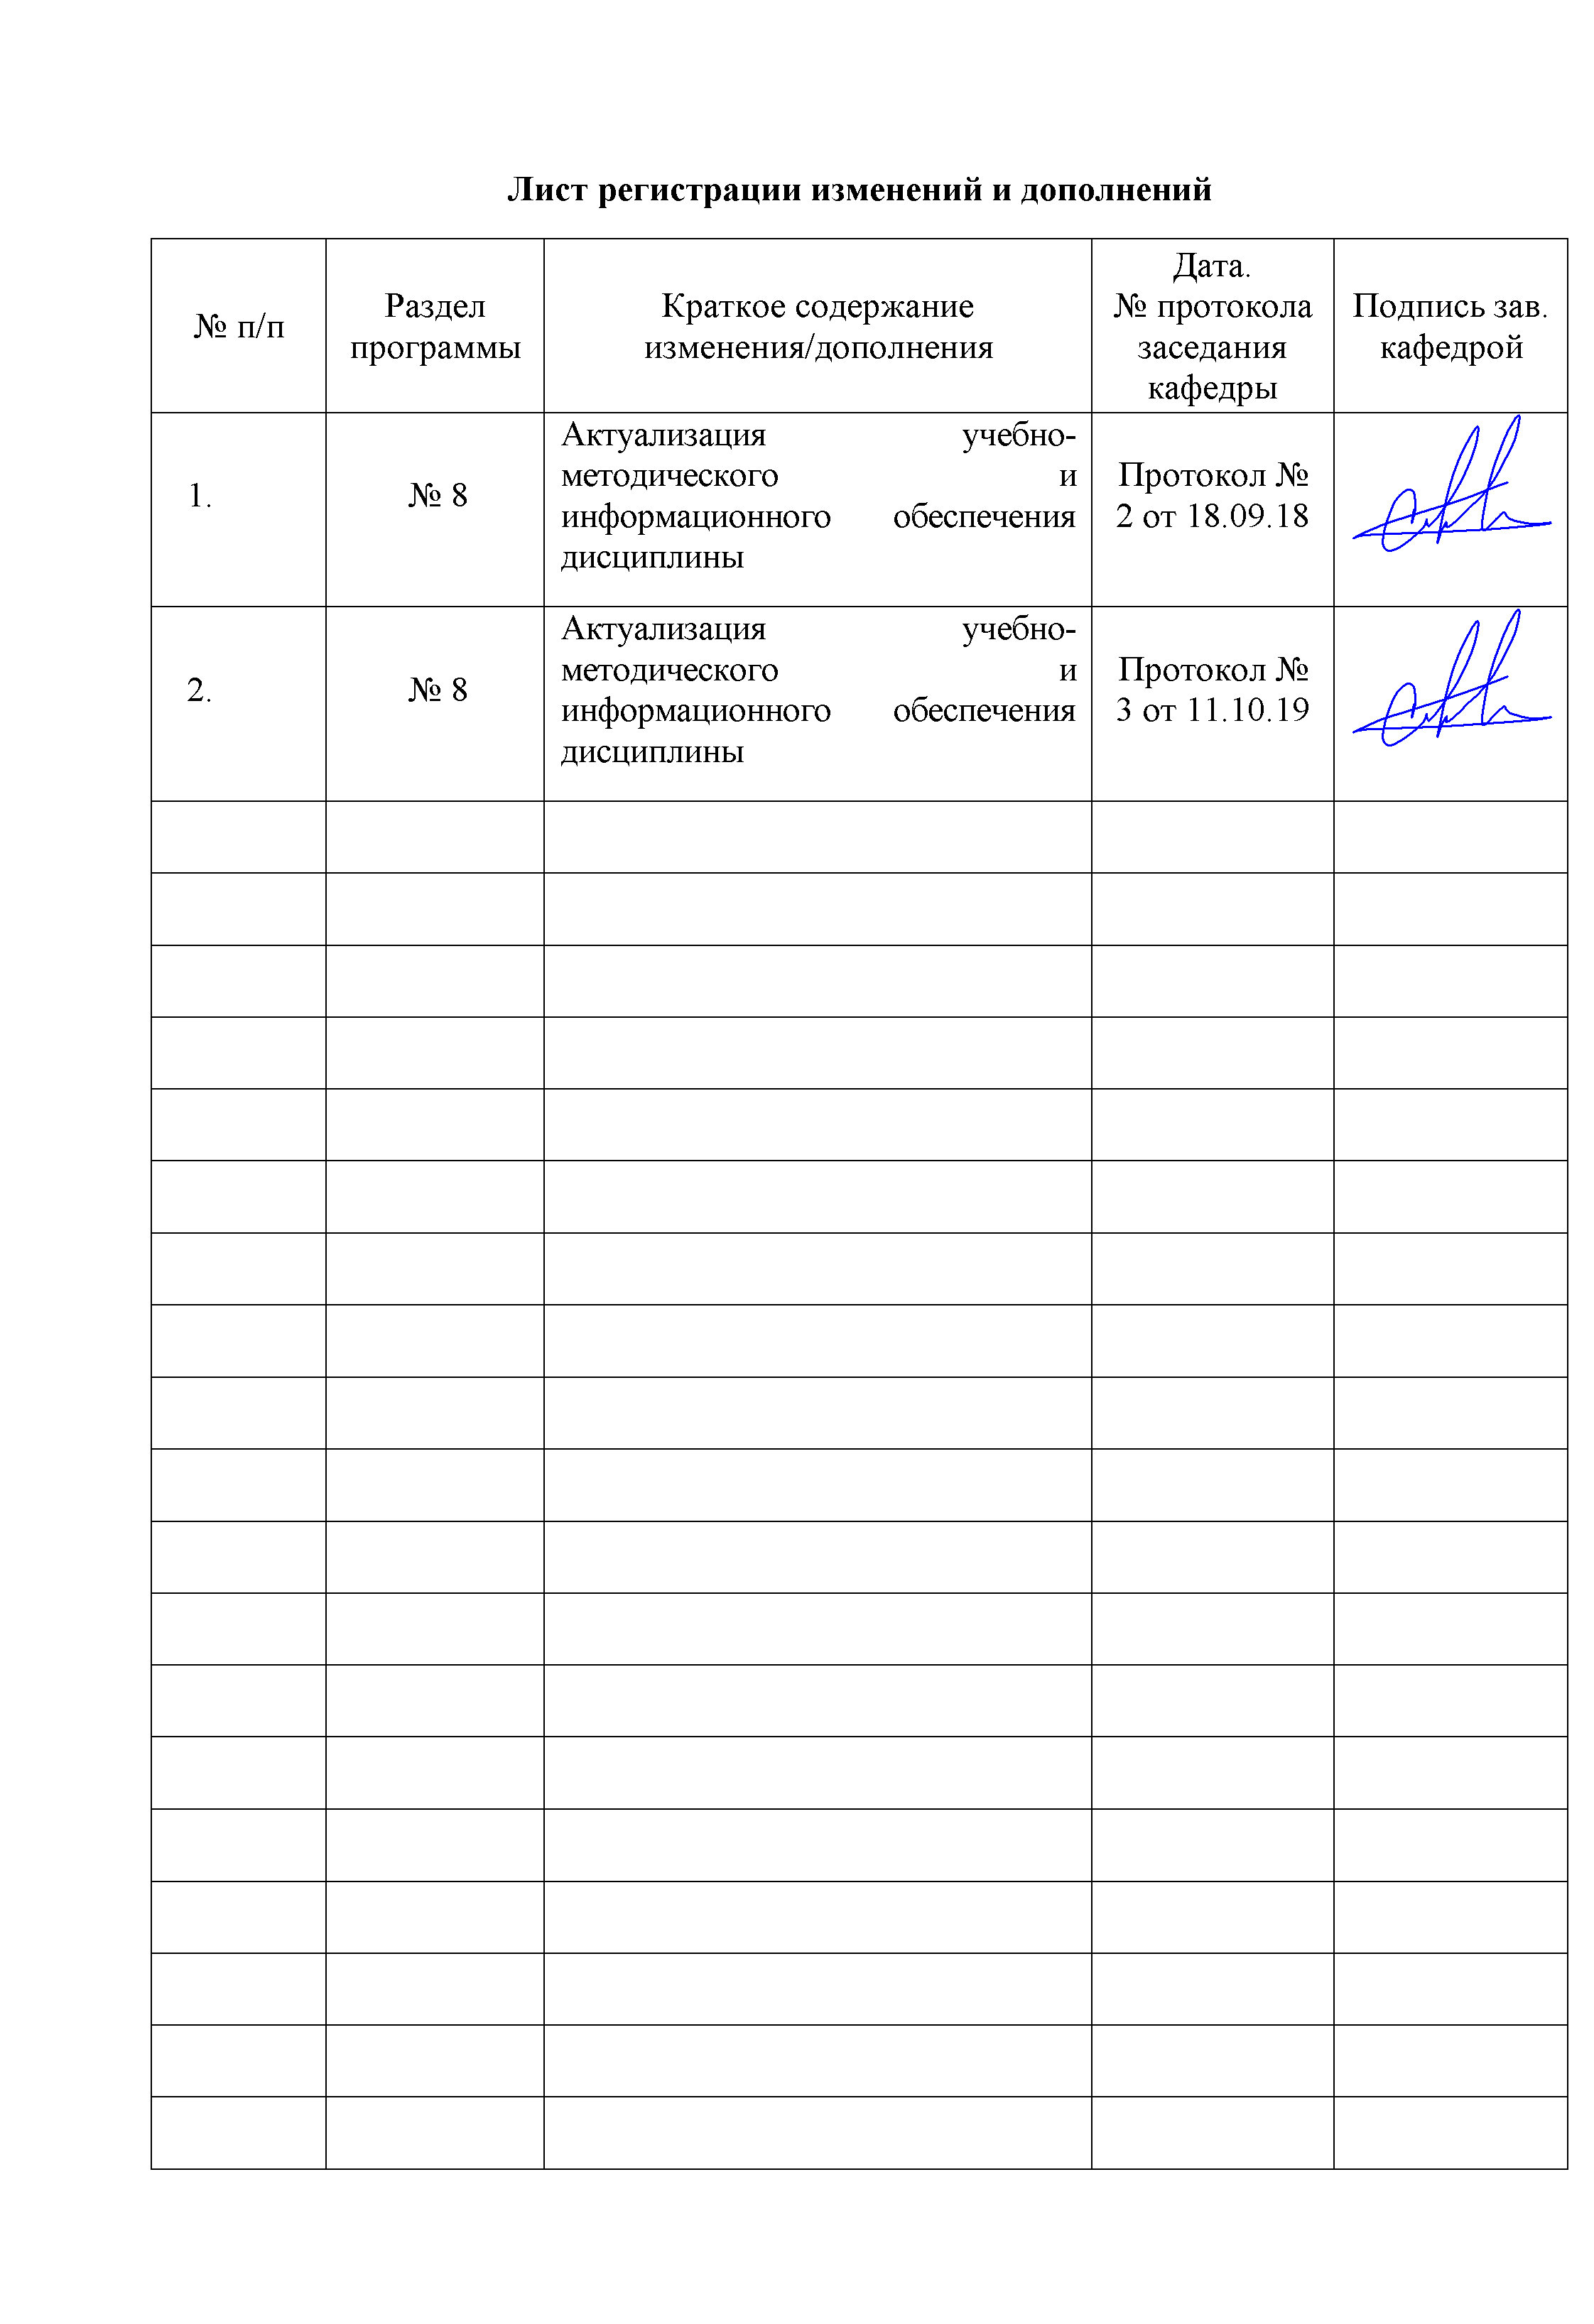 Лист регистрации изменений и дополнений
№ п/п
Раздел
программы
Краткое содержание
изменения/дополнения
Дата.
№ протокола
заседания
кафедры
Подпись зав.
кафедрой
1.
№ 8
Актуализация учебно-
методического и
информационного обеспечения
дисциплины
Протокол №
2 от 18.09.18
2.
№ 8
Актуализация учебно-
методического и
информационного обеспечения
дисциплины
Протокол №
3 от 11.10.19